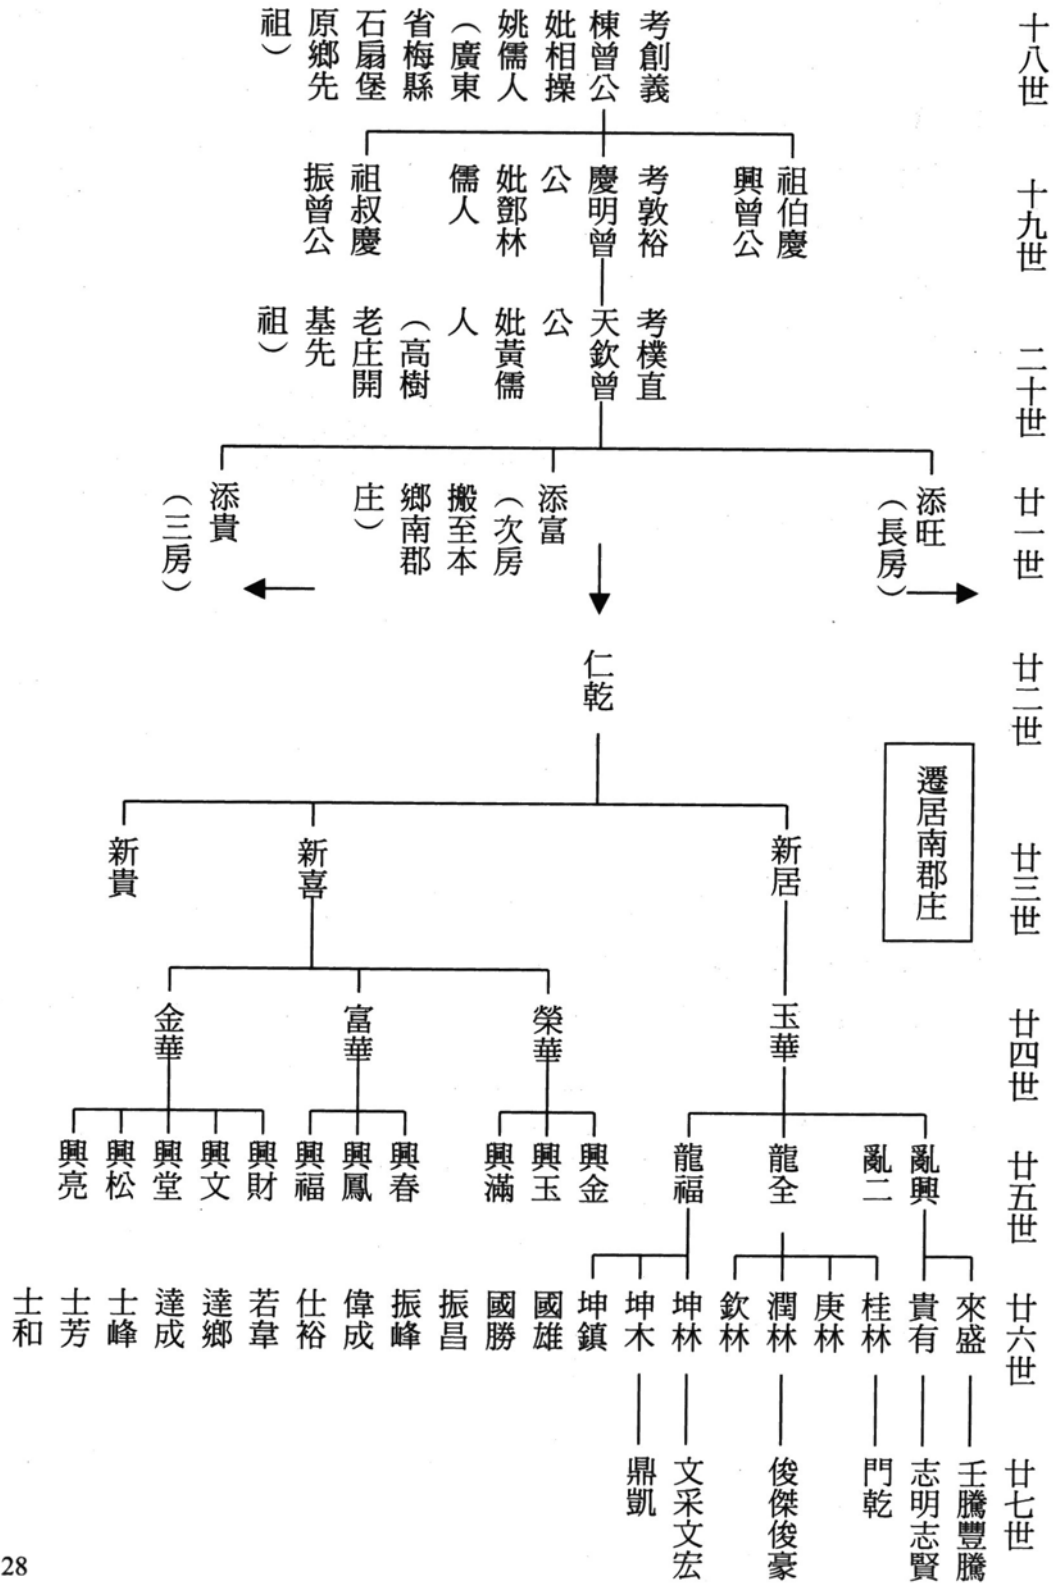 十八世
考創義
棟曾公
妣相操
姚儒人
（廣東
省梅縣
石扇堡
原鄉先
祖）
十九世
祖伯慶
興曾公
考敦裕
慶明曾
公
妣鄧林
儒人
祖叔慶
振曾公
二十世
考樸直
天欽曾
公
妣黃儒
人
（高樹
老庄開
基先
祖）
廿一世
添旺
（長房）
添富
（次房
搬至本
鄉南郡
庄）
添貴
（三房）
廿二世
仁乾
遷居南郡庄
廿三世
新居
新喜
新貴
廿四世
玉華
榮華
富華
金華
廿五世
亂興
亂二
龍全
龍福
興金
興玉
興滿
興春
興鳳
興福
興財
興文
興堂
興松
興亮
廿六世
來盛
貴有
桂林
庚林
潤林
欽林
坤林
坤木
坤鎮
國雄
國勝
振昌
振峰
偉成
仕裕
若韋
達鄉
達成
士峰
士芳
士和
廿七世
壬騰豐騰
志明志賢
門乾
俊傑俊豪
文采文宏
鼎凱
28